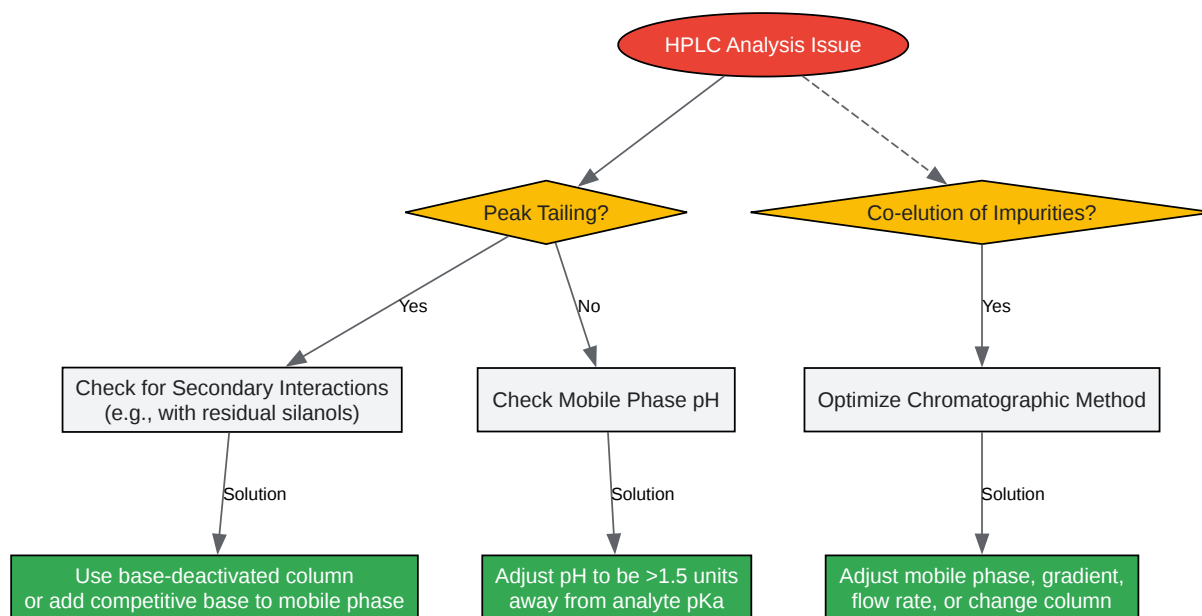 HPLC Analysis Issue
Peak Tailing?
Co-elution of Impurities?
Yes
No
Yes
Check for Secondary Interactions
(e.g., with residual silanols)
Check Mobile Phase pH
Optimize Chromatographic Method
Solution
Solution
Solution
Use base-deactivated column
or add competitive base to mobile phase
Adjust pH to be >1.5 units
away from analyte pKa
Adjust mobile phase, gradient,
flow rate, or change column